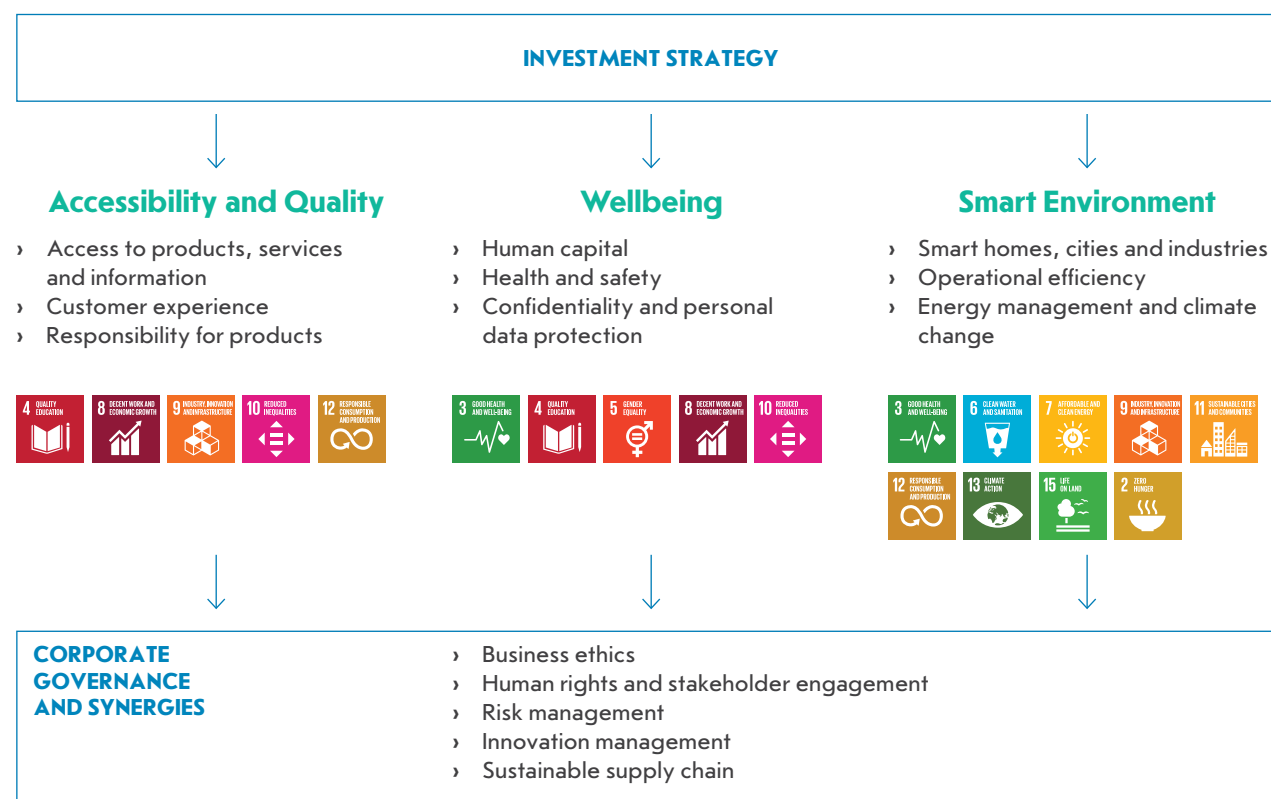 INVESTMENT STRATEGY
Accessibility and Quality
› Access to products, services
and information
› Customer experience
› Responsibility for products
4 QUALITY
EDUCATION
8 DECENT WORK AND
ECONOMIC GROWTH
9 INDUSTRY, INNOVATION
AND INFRASTRUCTURE
10 REDUCED
INEQUALITIES
12 RESPONSIBLE
CONSUMPTION
AND PRODUCTION
Wellbeing
› Human capital
› Health and safety
› Confidentiality and personal
data protection
3 GOOD HEALTH
AND WELL-BEING
4 QUALITY
EDUCATION
5 GENDER
EQUALITY
8 DECENT WORK AND
ECONOMIC GROWTH
10 REDUCED
INEQUALITIES
Smart Environment
› Smart homes, cities and industries
› Operational efficiency
› Energy management and climate
change
3 GOOD HEALTH
AND WELL-BEING
6 CLEAN WATER
AND SANITATION
7 AFFORDABLE AND
CLEAN ENERGY
9 INDUSTRY, INNOVATION
AND INFRASTRUCTURE
11 SUSTAINABLE CITIES
AND COMMUNITIES
12 RESPONSIBLE
CONSUMPTION
AND PRODUCTION
13 CLIMATE
ACTION
15 LIFE
ON LAND
2 ZERO
HUNGER
CORPORATE
GOVERNANCE
AND SYNERGIES
› Business ethics
› Human rights and stakeholder engagement
› Risk management
› Innovation management
› Sustainable supply chain